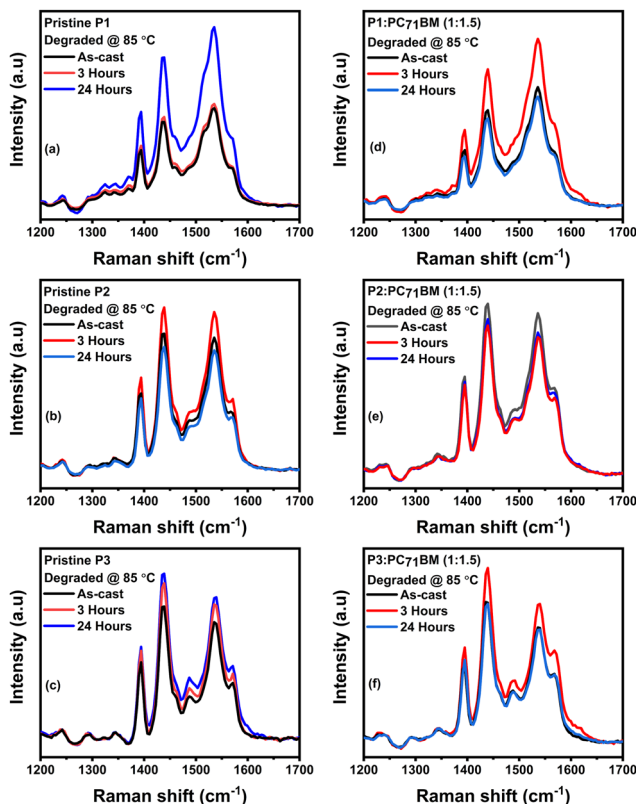 Pristine P1
Degraded @ 85 °C
As-cast
3 Hours
24 Hours
(a)
Intensity (a.u)
1200 1300 1400 1500 1600 1700
Raman shift (cm-1)
P1:PC71BM (1:1.5)
Degraded @ 85 °C
As-cast
3 Hours
24 Hours
(d)
Intensity (a.u)
1200 1300 1400 1500 1600 1700
Raman shift (cm-1)
Pristine P2
Degraded @ 85 °C
As-cast
3 Hours
24 Hours
(b)
Intensity (a.u)
1200 1300 1400 1500 1600 1700
Raman shift (cm-1)
P2:PC71BM (1:1.5)
Degraded @ 85 °C
As-cast
3 Hours
24 Hours
(e)
Intensity (a.u)
1200 1300 1400 1500 1600 1700
Raman shift (cm-1)
Pristine P3
Degraded @ 85 °C
As-cast
3 Hours
24 Hours
(c)
Intensity (a.u)
1200 1300 1400 1500 1600 1700
Raman shift (cm-1)
P3:PC71BM (1:1.5)
Degraded @ 85 °C
As-cast
3 Hours
24 Hours
(f)
Intensity (a.u)
1200 1300 1400 1500 1600 1700
Raman shift (cm-1)